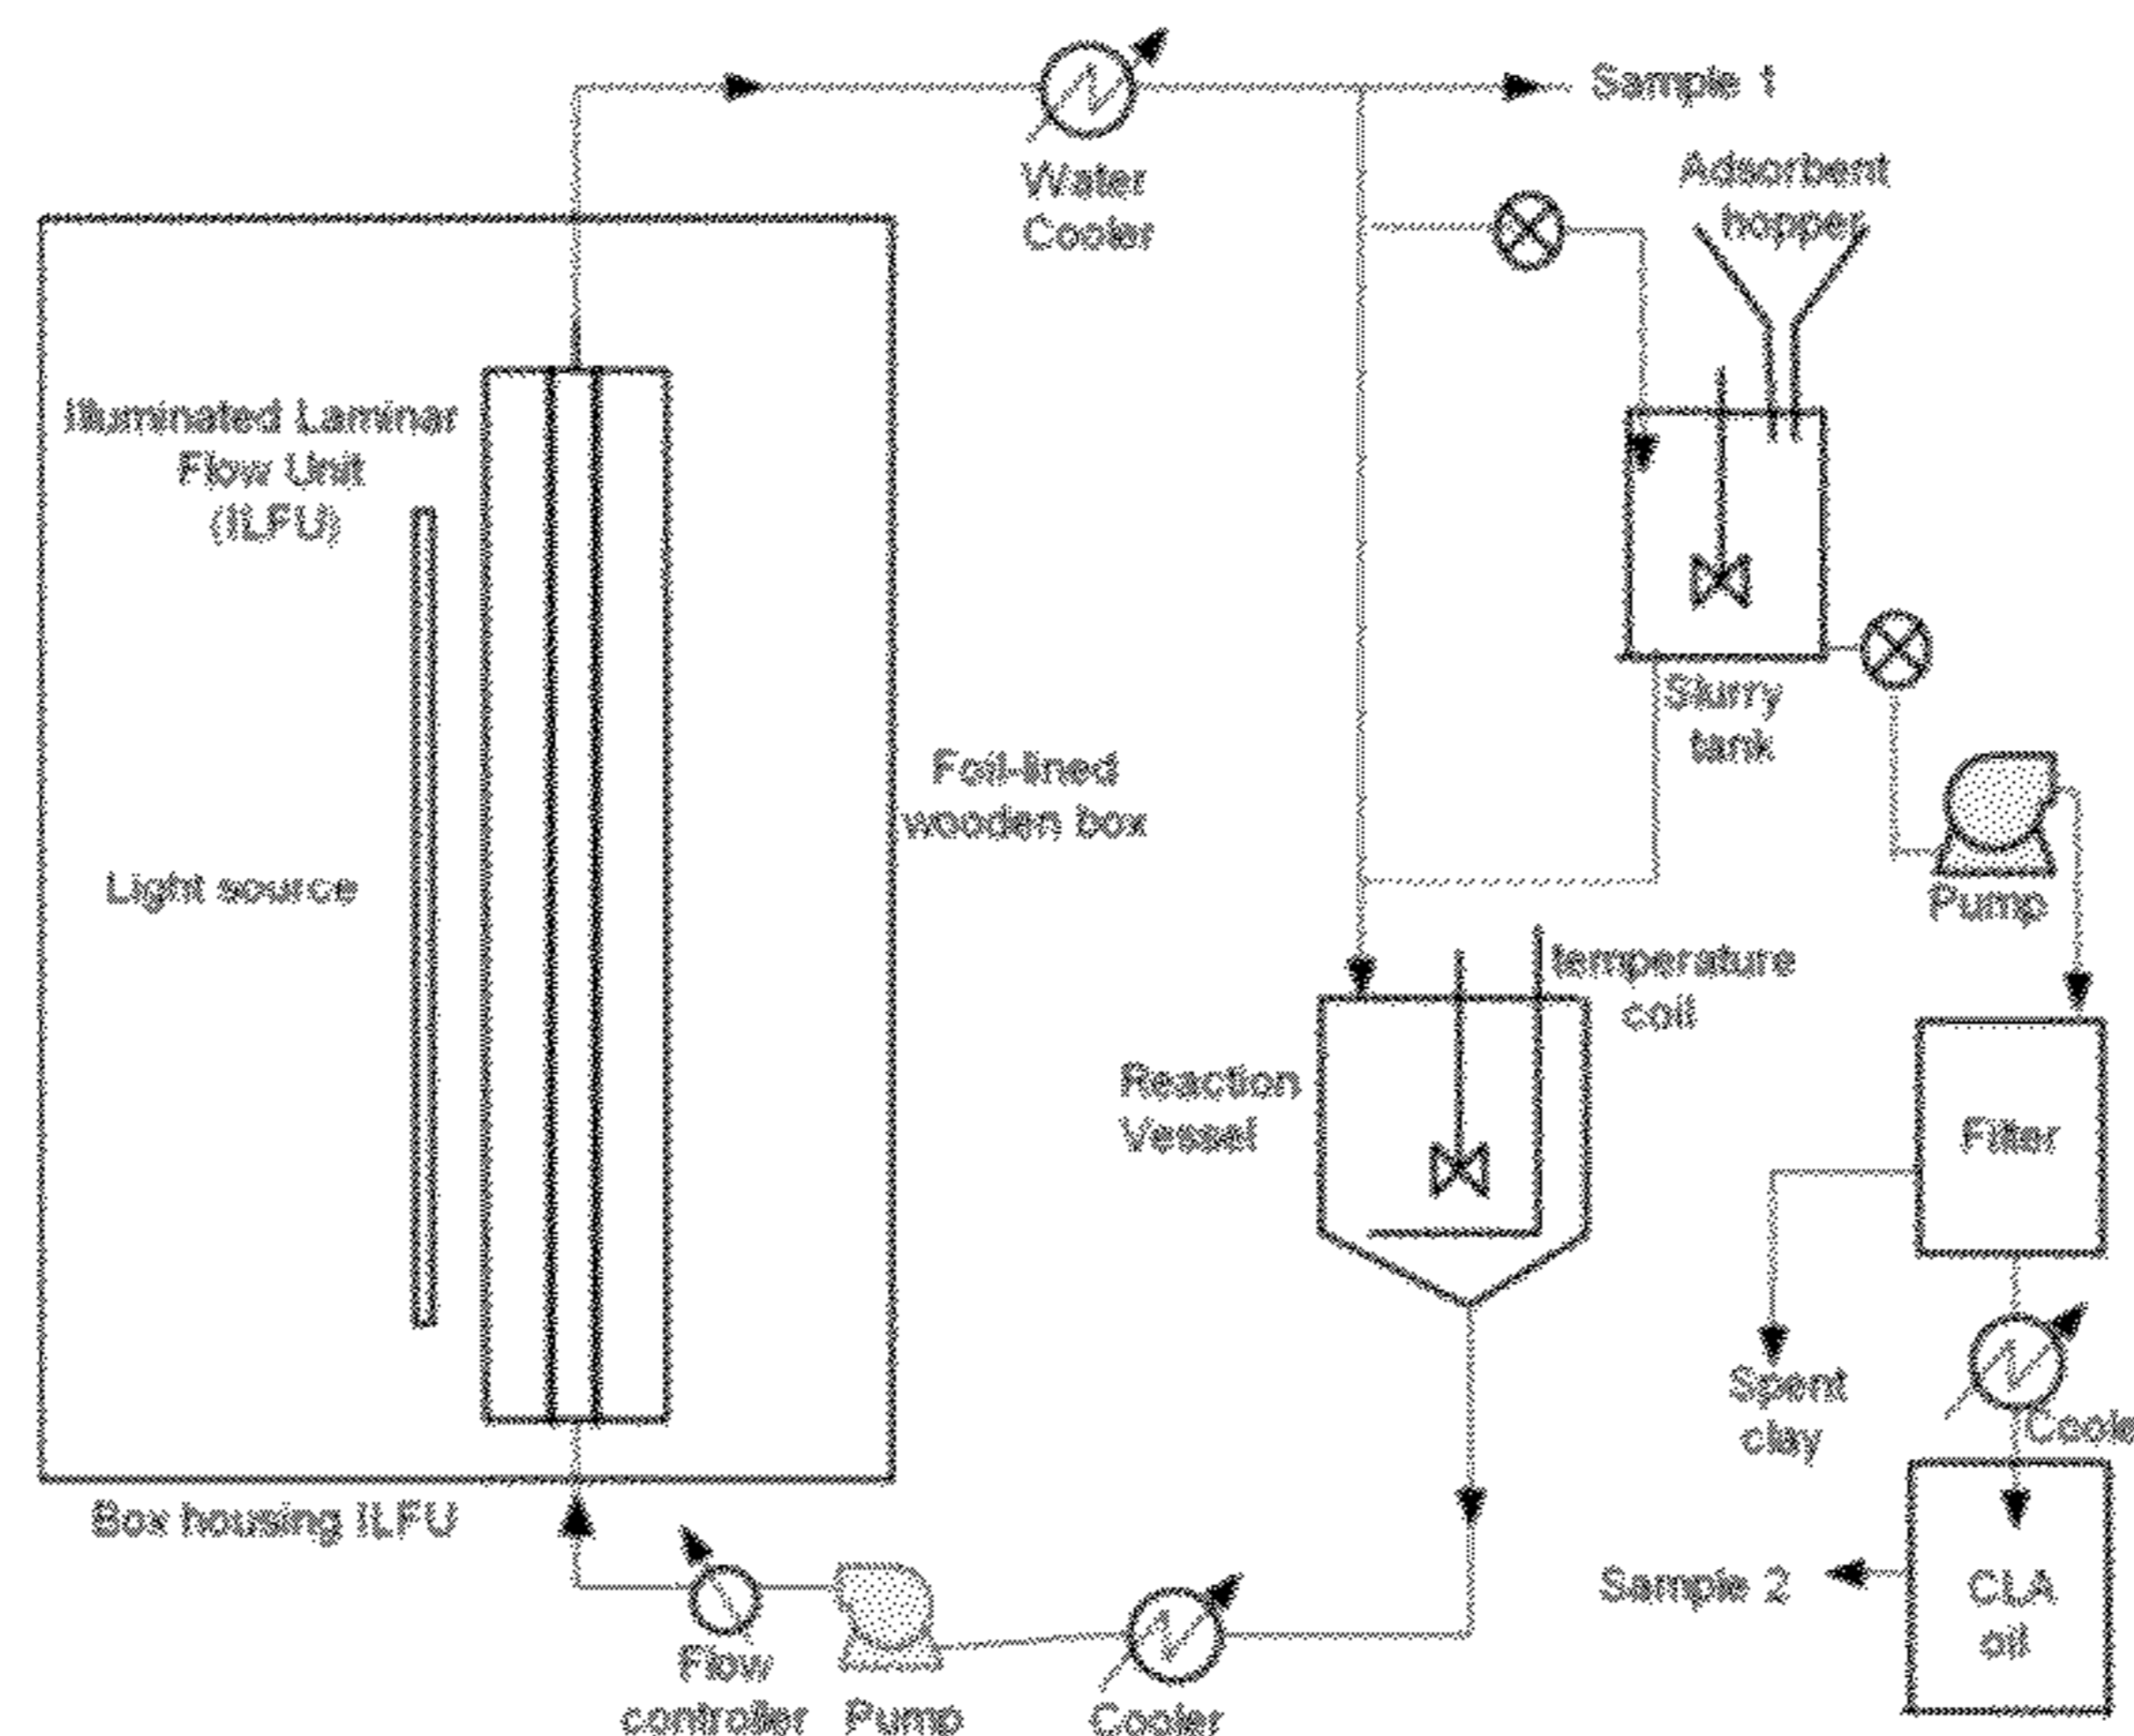 Sample 1
Water
Cooler
Adsorbent
hopper
Illuminated Laminar
Flow Unit
(ILFU)
Light source
Foil-lined
wooden box
Slurry
tank
Pump
temperature
coil
Reaction
Vessel
Filter
Spent
clay
Coole
Box housing ILFU
Sample 2
CLA
oil
Flow
controller
Pump
Cooler